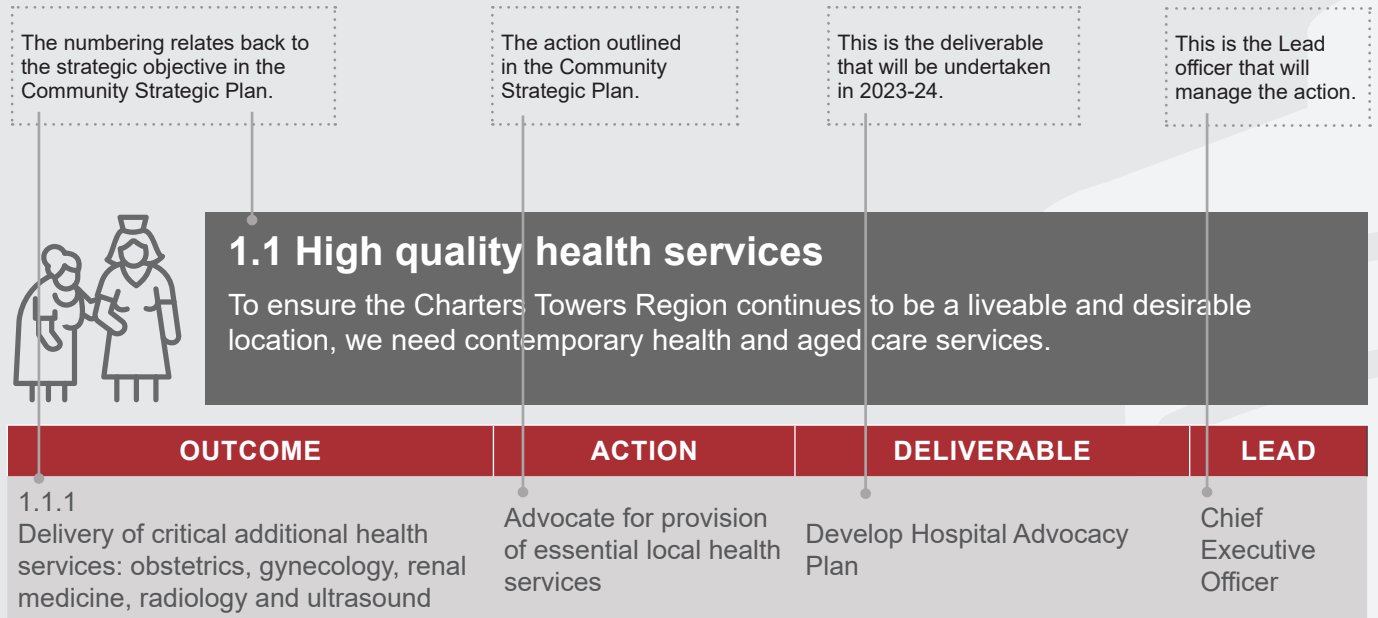 The numbering relates back to
the strategic objective in the
Community Strategic Plan.
The action outlined
in the Community
Strategic Plan.
This is the deliverable
that will be undertaken
in 2023-24.
This is the Lead
officer that will
manage the action.
1.1 High quality health services
To ensure the Charters Towers Region continues to be a liveable and desirable
location, we need contemporary health and aged care services.
OUTCOME
ACTION
DELIVERABLE
LEAD
1.1.1
Delivery of critical additional health
services: obstetrics, gynecology, renal
medicine, radiology and ultrasound
Advocate for provision
of essential local health
services
Develop Hospital Advocacy
Plan
Chief
Executive
Officer